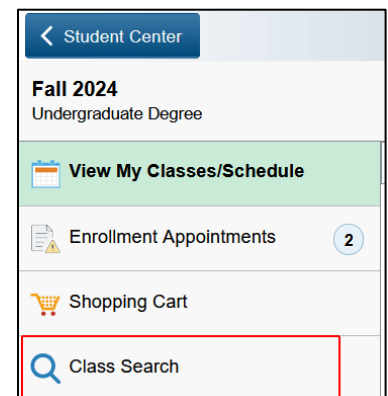 Student Center
Fall 2024
Undergraduate Degree
View My Classes/Schedule
Enrollment Appointments 2
Shopping Cart
Class Search